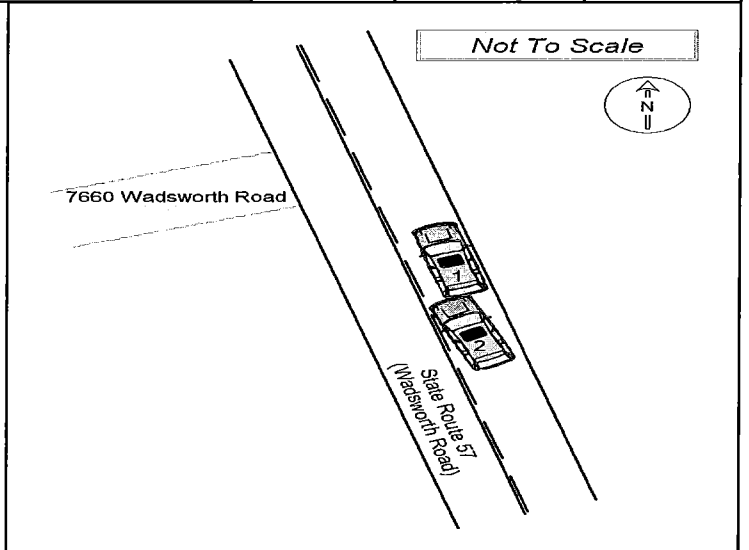 Not To Scale
N
7660 Wadsworth Road
1
2
State Route 57
(Wadsworth Road)